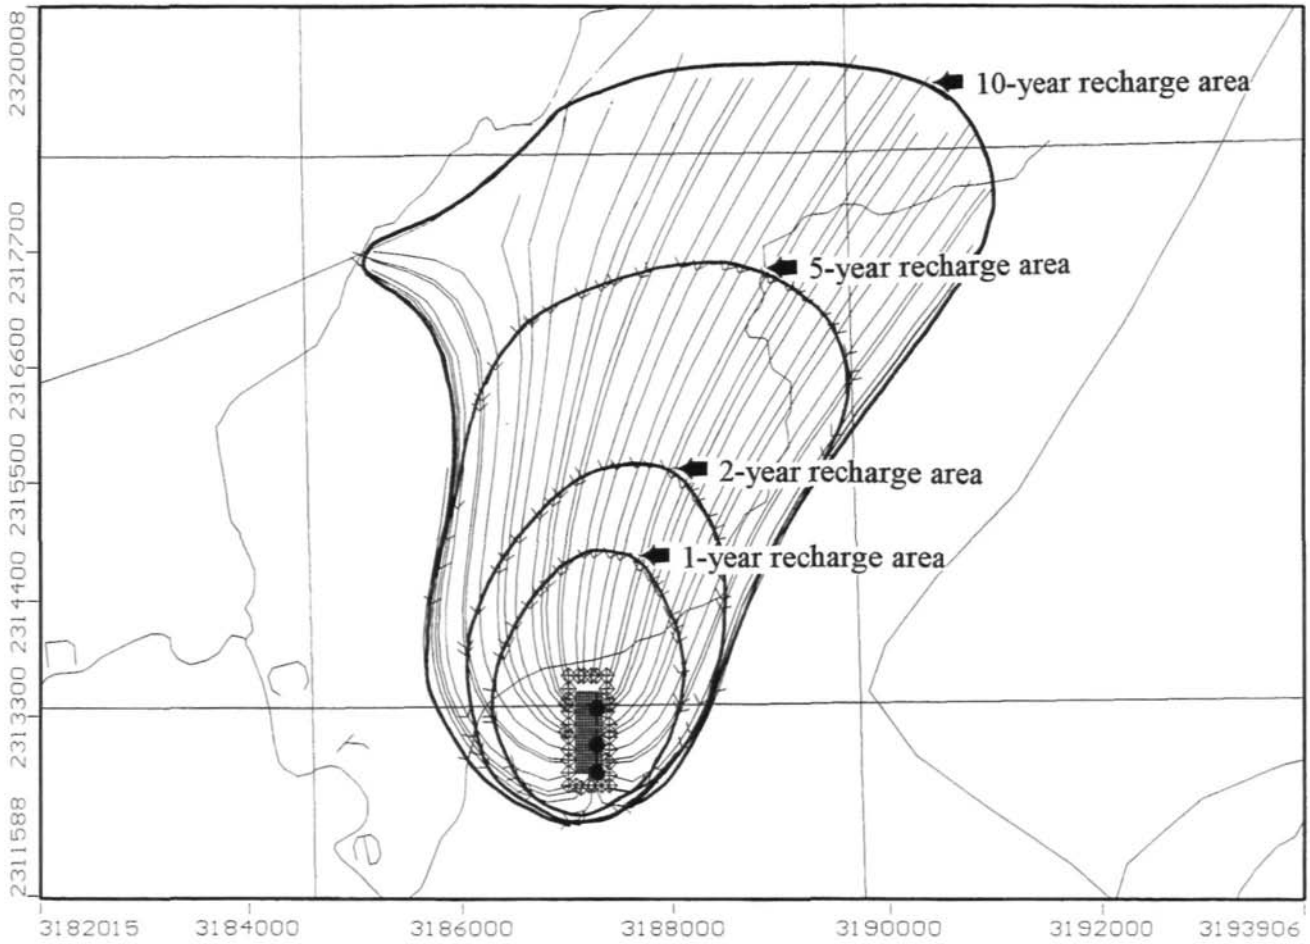 2320008
10-year recharge area
2317700
5-year recharge area
2316600
2315500
2-year recharge area
1-year recharge area
2314400
2313300
2311588
3182015 3184000 3186000 3188000 3190000 3192000 3193906